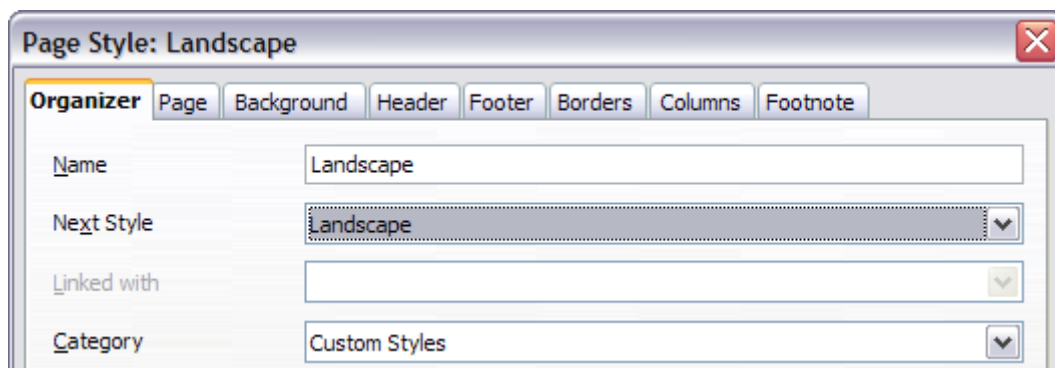 Page Style: Landscape
Organizer Page Background Header Footer Borders Columns Footnote
Name Landscape
Next Style Landscape
Linked with
Category Custom Styles